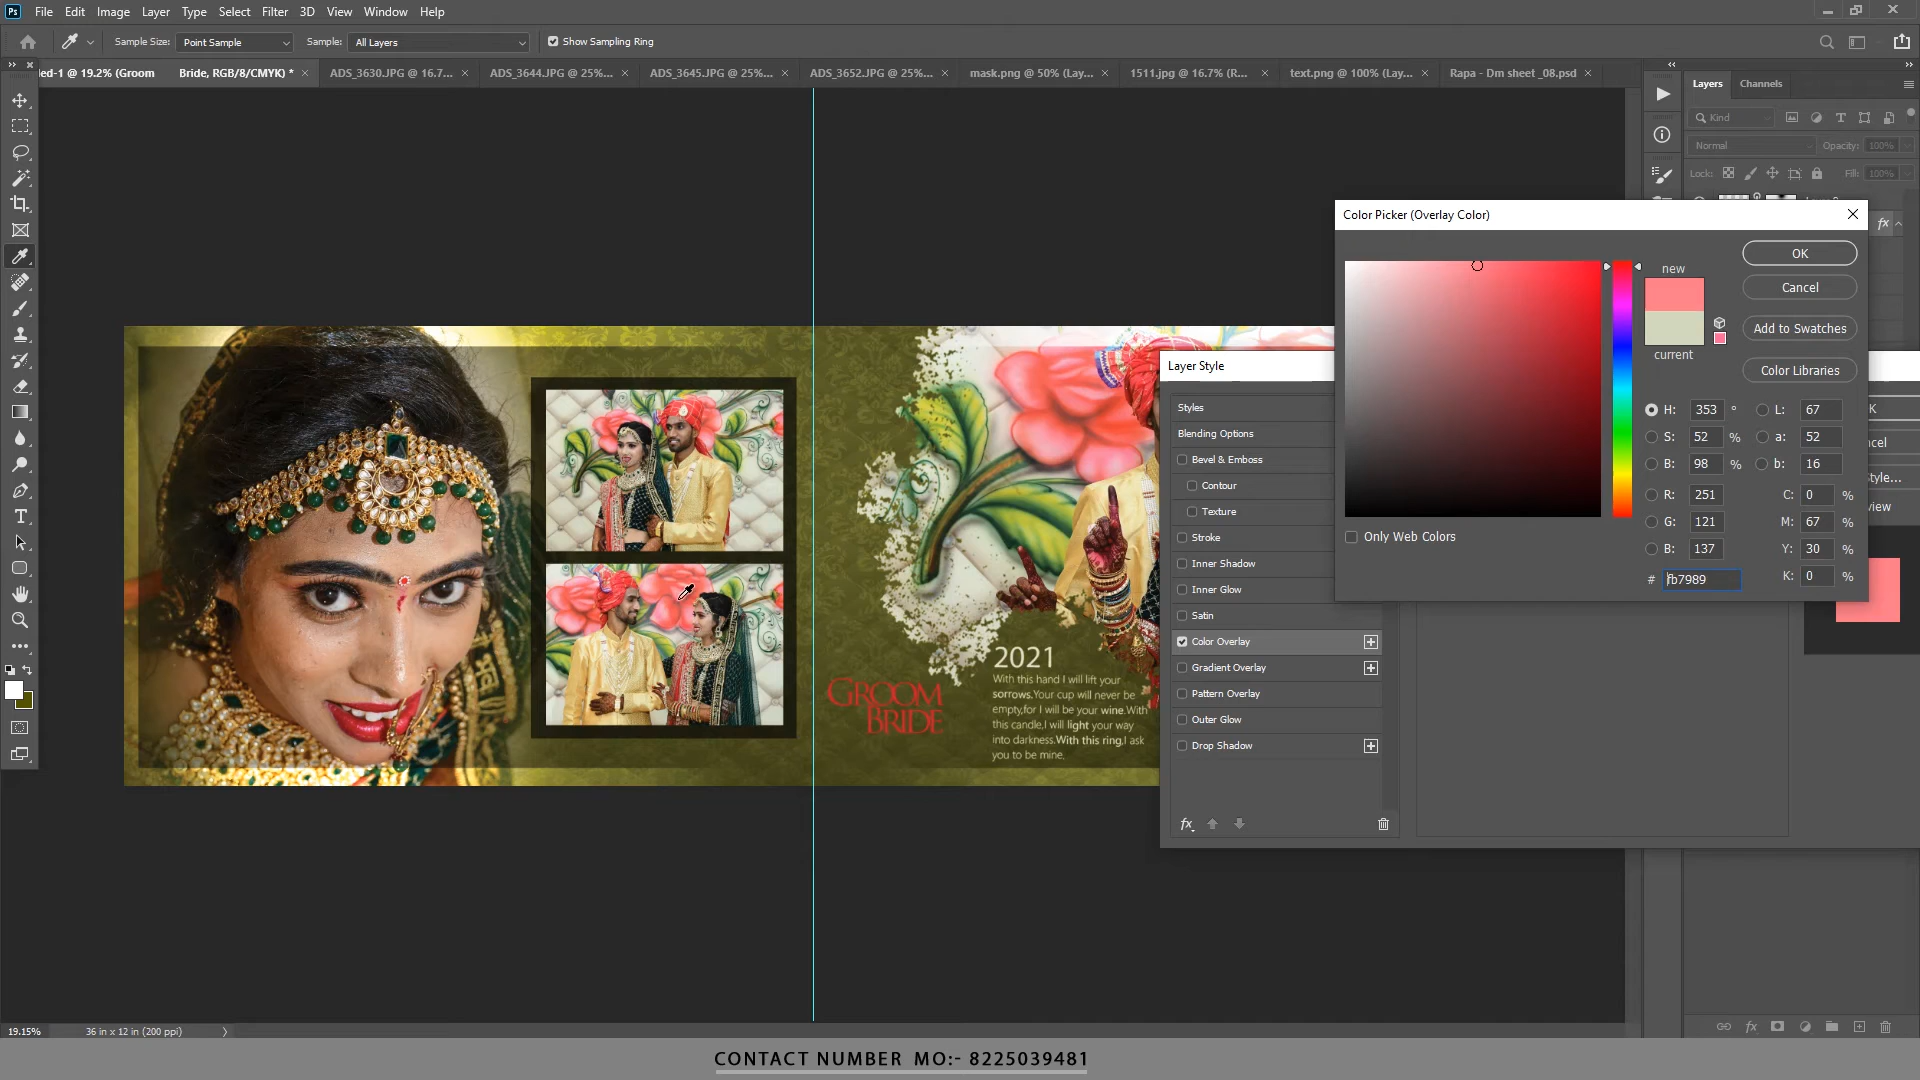 Ps File Edit Image Layer Type Select Filter 3D View Window Help
Sample Size: Point Sample Sample: All Layers Show Sampling Ring
led-1 @ 19.2% (Groom Bride, RGB/8/CMYK) * ADS_3630.JPG @ 16.7... ADS_3644.JPG @ 25%... ADS_3645.JPG @ 25%... ADS_3652.JPG @ 25%... mask.png @ 50% (Lay... 1511.jpg @ 16.7% (R... text.png @ 100% (Lay... Rapa - Dm sheet _08.psd
Layers Channels
Kind
Normal Opacity: 100%
Lock: Fill: 100%
Color Picker (Overlay Color)
new
current
OK
Cancel
Add to Swatches
Color Libraries
H: 353 ° L: 67
S: 52 % a: 52
B: 98 % b: 16
R: 251 C: 0 %
G: 121 M: 67 %
B: 137 Y: 30 %
# fb7989 K: 0 %
Only Web Colors
Layer Style
Styles
Blending Options
Bevel & Emboss
Contour
Texture
Stroke
Inner Shadow
Inner Glow
Satin
Color Overlay
Gradient Overlay
Pattern Overlay
Outer Glow
Drop Shadow
fx
K
cel
tyle...
view
fx
2021
With this hand I will lift your
sorrows.Your cup will never be
empty,for I will be your wine.With
this candle,I will light your way
into darkness.With this ring,I ask
you to be mine.
GROOM
BRIDE
19.15% 36 in x 12 in (200 ppi)
fx
CONTACT NUMBER MO:- 8225039481